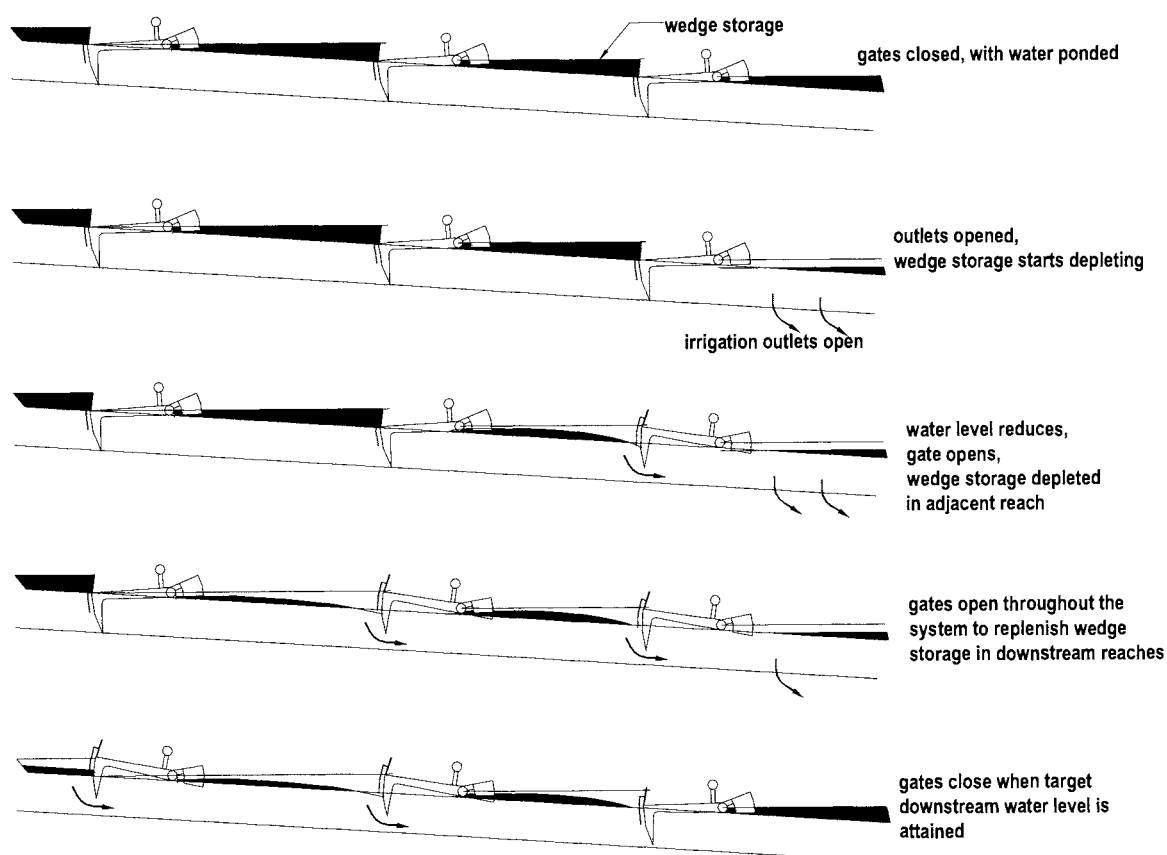 wedge storage
gates closed, with water ponded
outlets opened,
wedge storage starts depleting
irrigation outlets open
water level reduces,
gate opens,
wedge storage depleted
in adjacent reach
gates open throughout the
system to replenish wedge
storage in downstream reaches
gates close when target
downstream water level is
attained